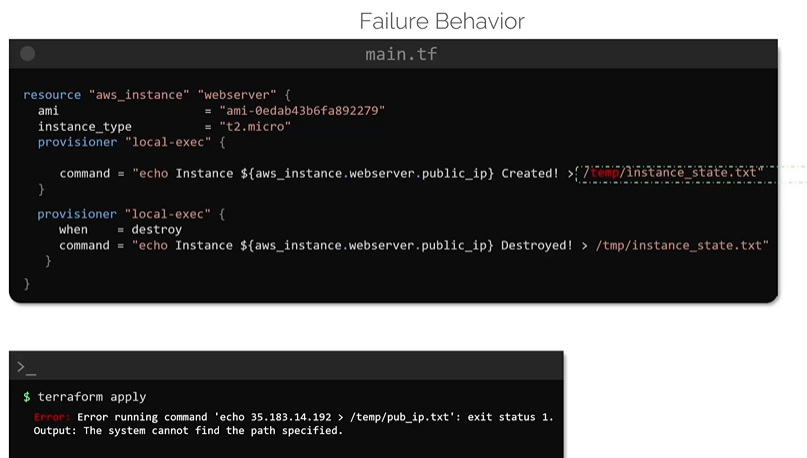 Failure Behavior
main.tf
resource "aws_instance" "webserver" {
ami = "ami-0edab43b6fa892279"
instance_type = "t2.micro"
provisioner "local-exec" {
command = "echo Instance ${aws_instance.webserver.public_ip} Created! > /temp/instance_state.txt"
}
provisioner "local-exec" {
when = destroy
command = "echo Instance ${aws_instance.webserver.public_ip} Destroyed! > /tmp/instance_state.txt"
}
}
>_
$ terraform apply
Error: Error running command 'echo 35.183.14.192 > /temp/pub_ip.txt': exit status 1.
Output: The system cannot find the path specified.